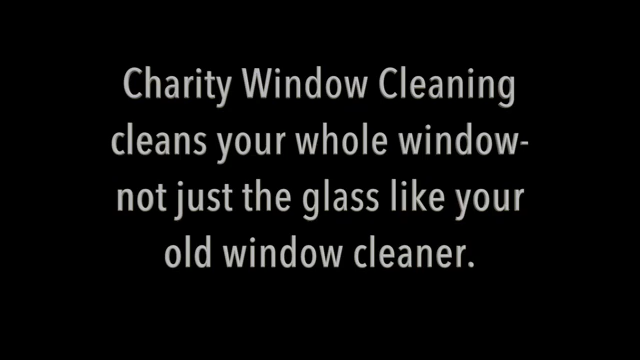 Charity Window Cleaning
cleans your whole window-
not just the glass like your
old window cleaner.